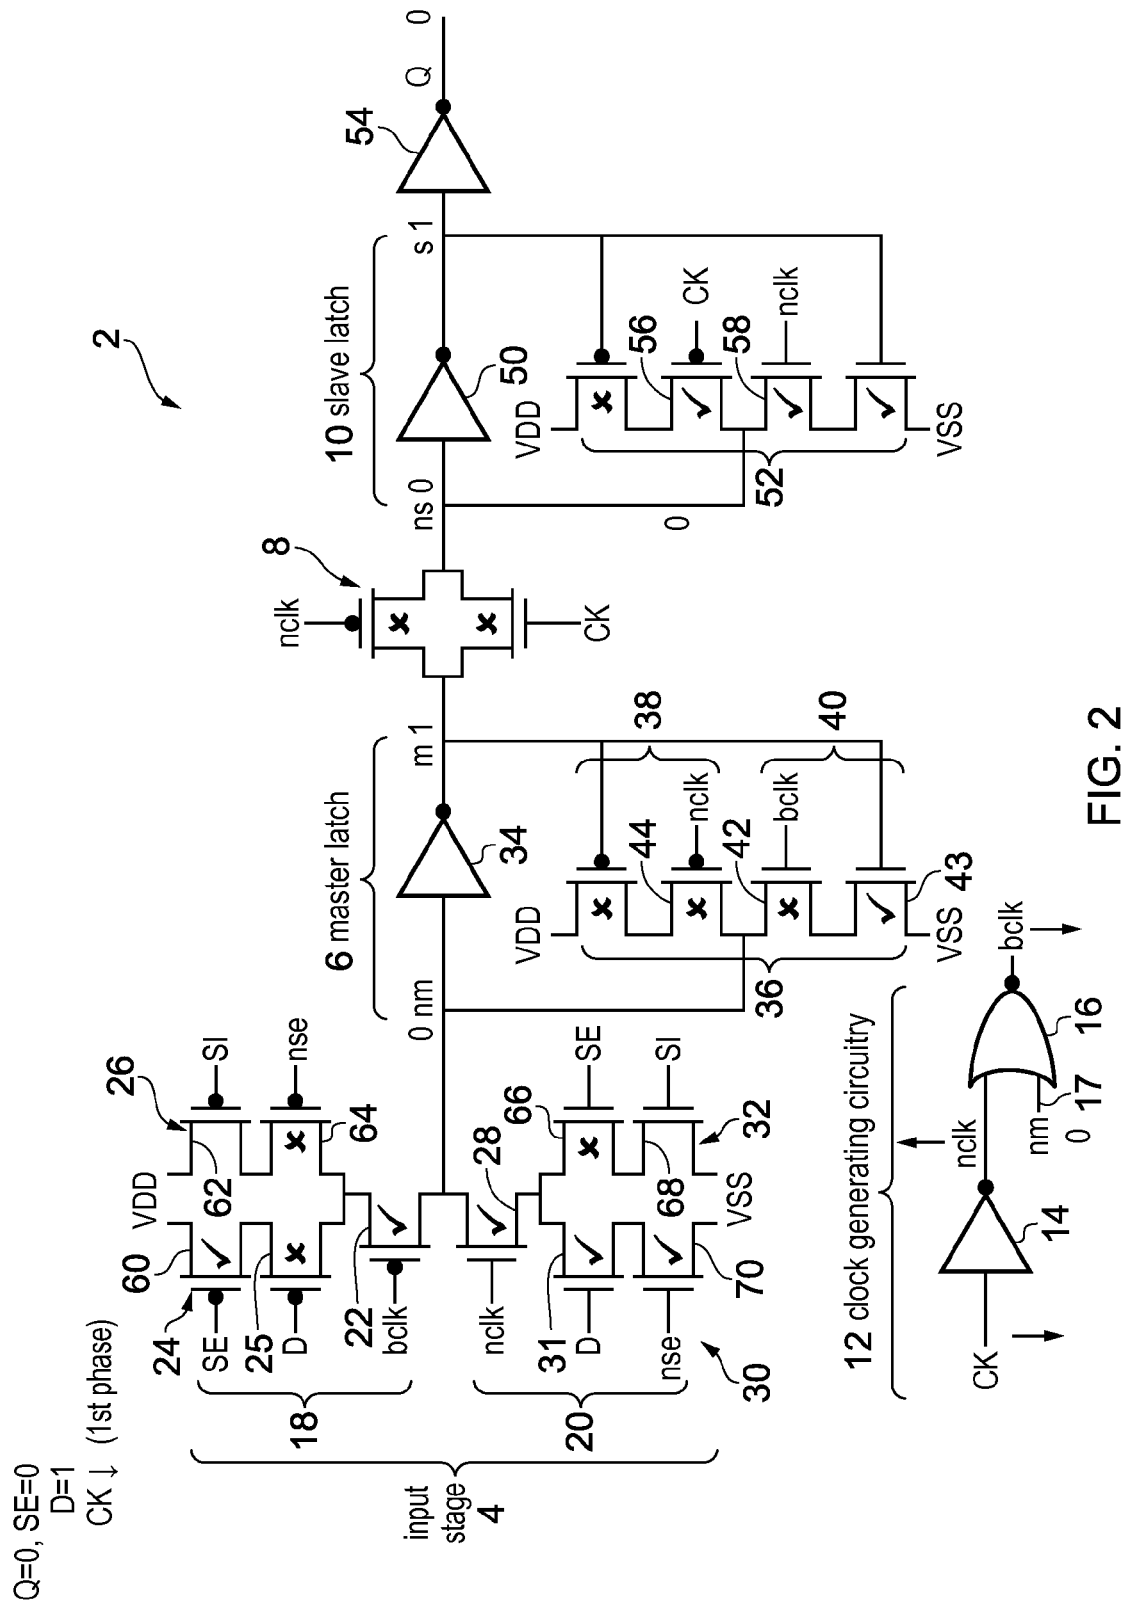 Q=0, SE=0
D=1
CK ↓ (1st phase)
2
input
stage
4
18
20
24
SE
60
VDD
26
SI
62
25
D
nse
64
22
bclk
nclk
28
66
SE
31
D
SI
68
32
nse
70
VSS
30
0 nm
6 master latch
m 1
34
VDD
44
nclk
38
42
bclk
40
36
43
VSS
nclk
8
CK
ns 0
10 slave latch
s 1
50
0
VDD
56
CK
58
nclk
52
VSS
54
Q
0
12 clock generating circuitry
CK
14
nclk
nm
0
17
16
bclk
FIG. 2